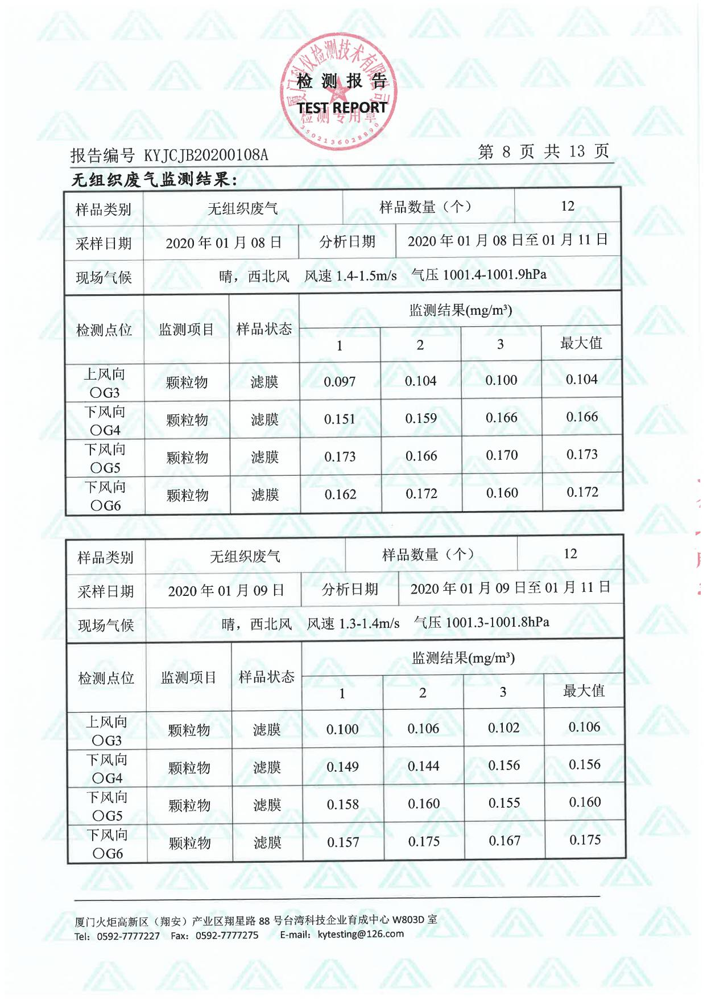 厦门科仪检测技术有限公司
检测报告
TEST REPORT
检测专用章
3502136028890
报告编号 KYJCJB20200108A 第 8 页 共 13 页
无组织废气监测结果：
样品类别 无组织废气 样品数量（个） 12
采样日期 2020 年 01 月 08 日 分析日期 2020 年 01 月 08 日至 01 月 11 日
现场气候 晴，西北风 风速 1.4-1.5m/s 气压 1001.4-1001.9hPa
检测点位 监测项目 样品状态 监测结果(mg/m³)
1 2 3 最大值
上风向
〇G3 颗粒物 滤膜 0.097 0.104 0.100 0.104
下风向
〇G4 颗粒物 滤膜 0.151 0.159 0.166 0.166
下风向
〇G5 颗粒物 滤膜 0.173 0.166 0.170 0.173
下风向
〇G6 颗粒物 滤膜 0.162 0.172 0.160 0.172
样品类别 无组织废气 样品数量（个） 12
采样日期 2020 年 01 月 09 日 分析日期 2020 年 01 月 09 日至 01 月 11 日
现场气候 晴，西北风 风速 1.3-1.4m/s 气压 1001.3-1001.8hPa
检测点位 监测项目 样品状态 监测结果(mg/m³)
1 2 3 最大值
上风向
〇G3 颗粒物 滤膜 0.100 0.106 0.102 0.106
下风向
〇G4 颗粒物 滤膜 0.149 0.144 0.156 0.156
下风向
〇G5 颗粒物 滤膜 0.158 0.160 0.155 0.160
下风向
〇G6 颗粒物 滤膜 0.157 0.175 0.167 0.175
厦门火炬高新区（翔安）产业区翔星路 88 号台湾科技企业育成中心 W803D 室
Tel：0592-7777227 Fax：0592-7777275 E-mail：kytesting@126.com